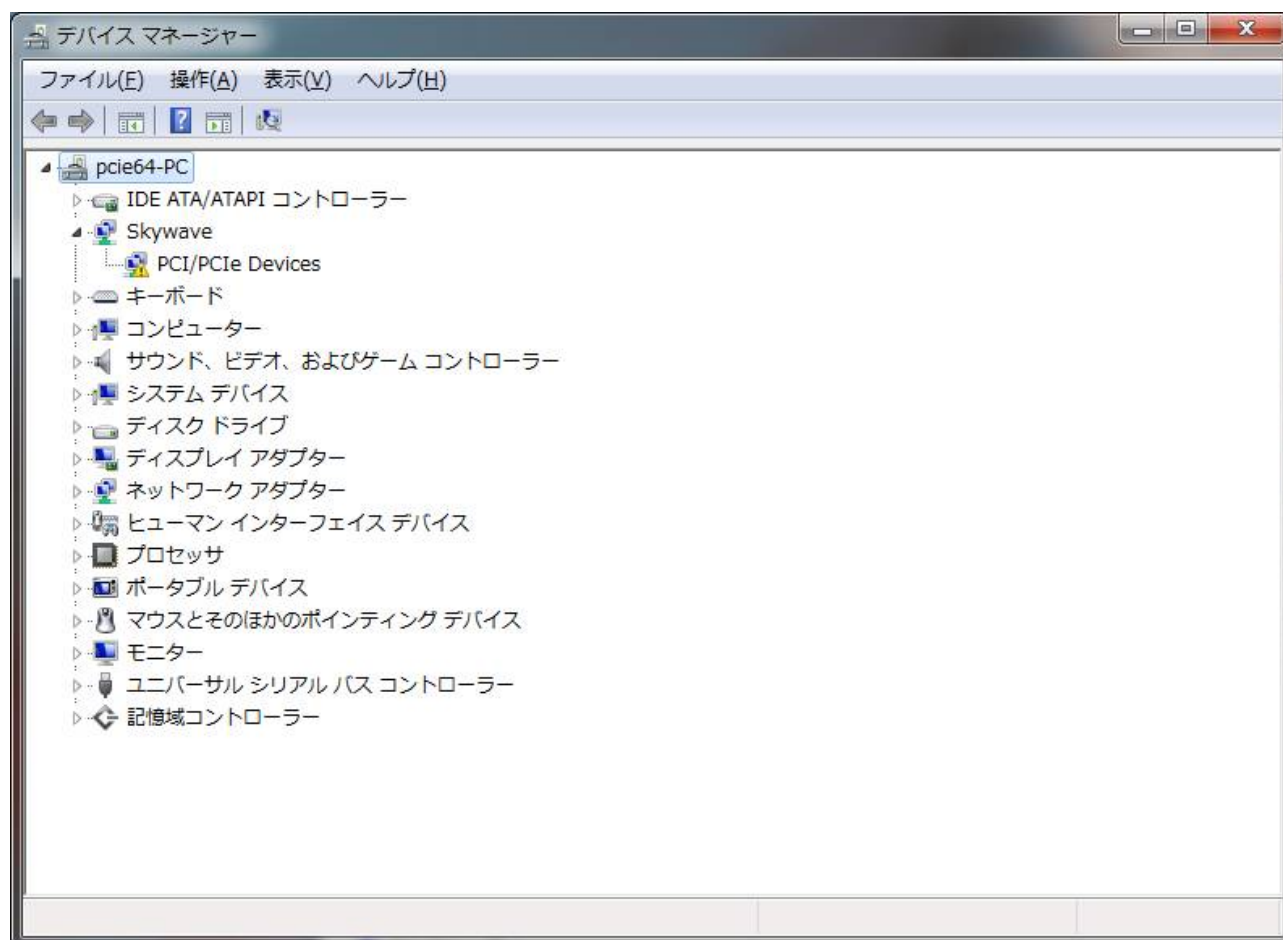 デバイス マネージャー
ファイル(F) 操作(A) 表示(V) ヘルプ(H)
pcie64-PC
IDE ATA/ATAPI コントローラー
Skywave
PCI/PCIe Devices
キーボード
コンピューター
サウンド、ビデオ、およびゲーム コントローラー
システム デバイス
ディスク ドライブ
ディスプレイ アダプター
ネットワーク アダプター
ヒューマン インターフェイス デバイス
プロセッサ
ポータブル デバイス
マウスとそのほかのポインティング デバイス
モニター
ユニバーサル シリアル バス コントローラー
記憶域コントローラー